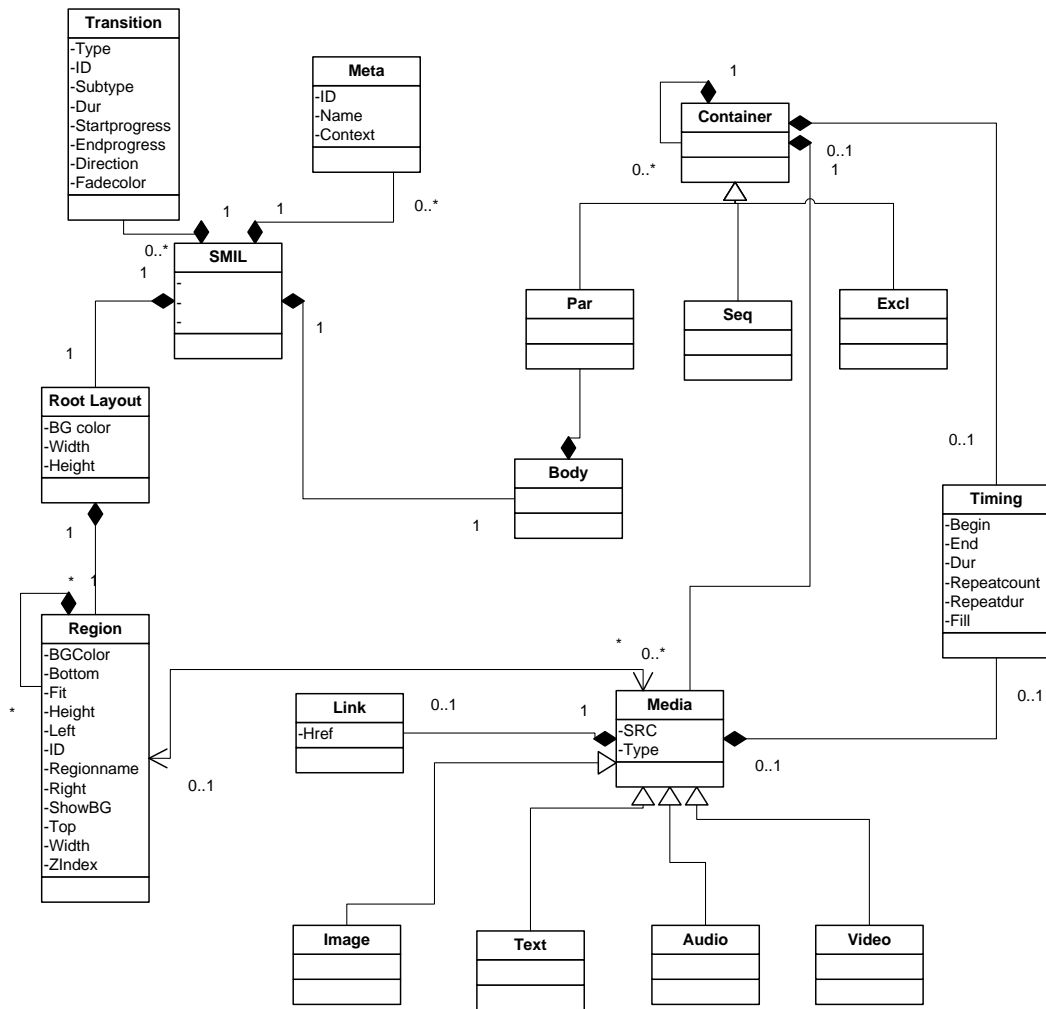 Transition
-Type
-ID
-Subtype
-Dur
-Startprogress
-Endprogress
-Direction
-Fadecolor
Meta
-ID
-Name
-Context
1
Container
0..*
0..1
1
1
1
0..*
0..*
SMIL
-
-
-
1
1
1
Par
Seq
Excl
Root Layout
-BG color
-Width
-Height
Body
1
0..1
Timing
-Begin
-End
-Dur
-Repeatcount
-Repeatdur
-Fill
1
*
1
Region
-BGColor
-Bottom
-Fit
-Height
-Left
-ID
-Regionname
-Right
-ShowBG
-Top
-Width
-ZIndex
*
0..1
*
0..*
Link
-Href
0..1
1
Media
-SRC
-Type
0..1
0..1
Image
Text
Audio
Video